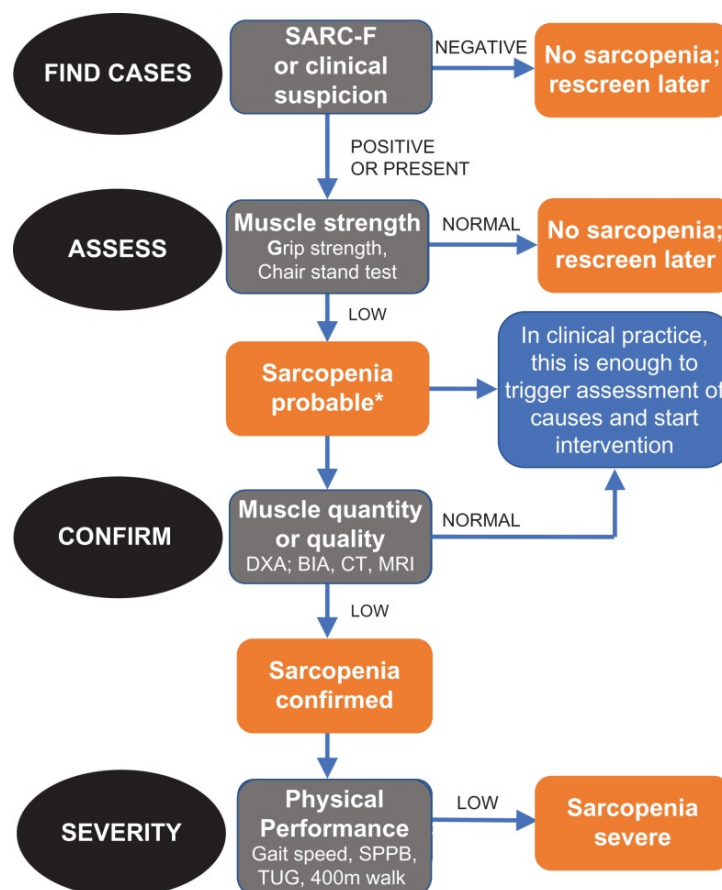 FIND CASES
SARC-F
or clinical
suspicion
NEGATIVE
No sarcopenia;
rescreen later
POSITIVE
OR PRESENT
ASSESS
Muscle strength
Grip strength,
Chair stand test
NORMAL
No sarcopenia;
rescreen later
LOW
Sarcopenia
probable*
In clinical practice,
this is enough to
trigger assessment of
causes and start
intervention
CONFIRM
Muscle quantity
or quality
DXA; BIA, CT, MRI
NORMAL
LOW
Sarcopenia
confirmed
SEVERITY
Physical
Performance
Gait speed, SPPB,
TUG, 400m walk
LOW
Sarcopenia
severe